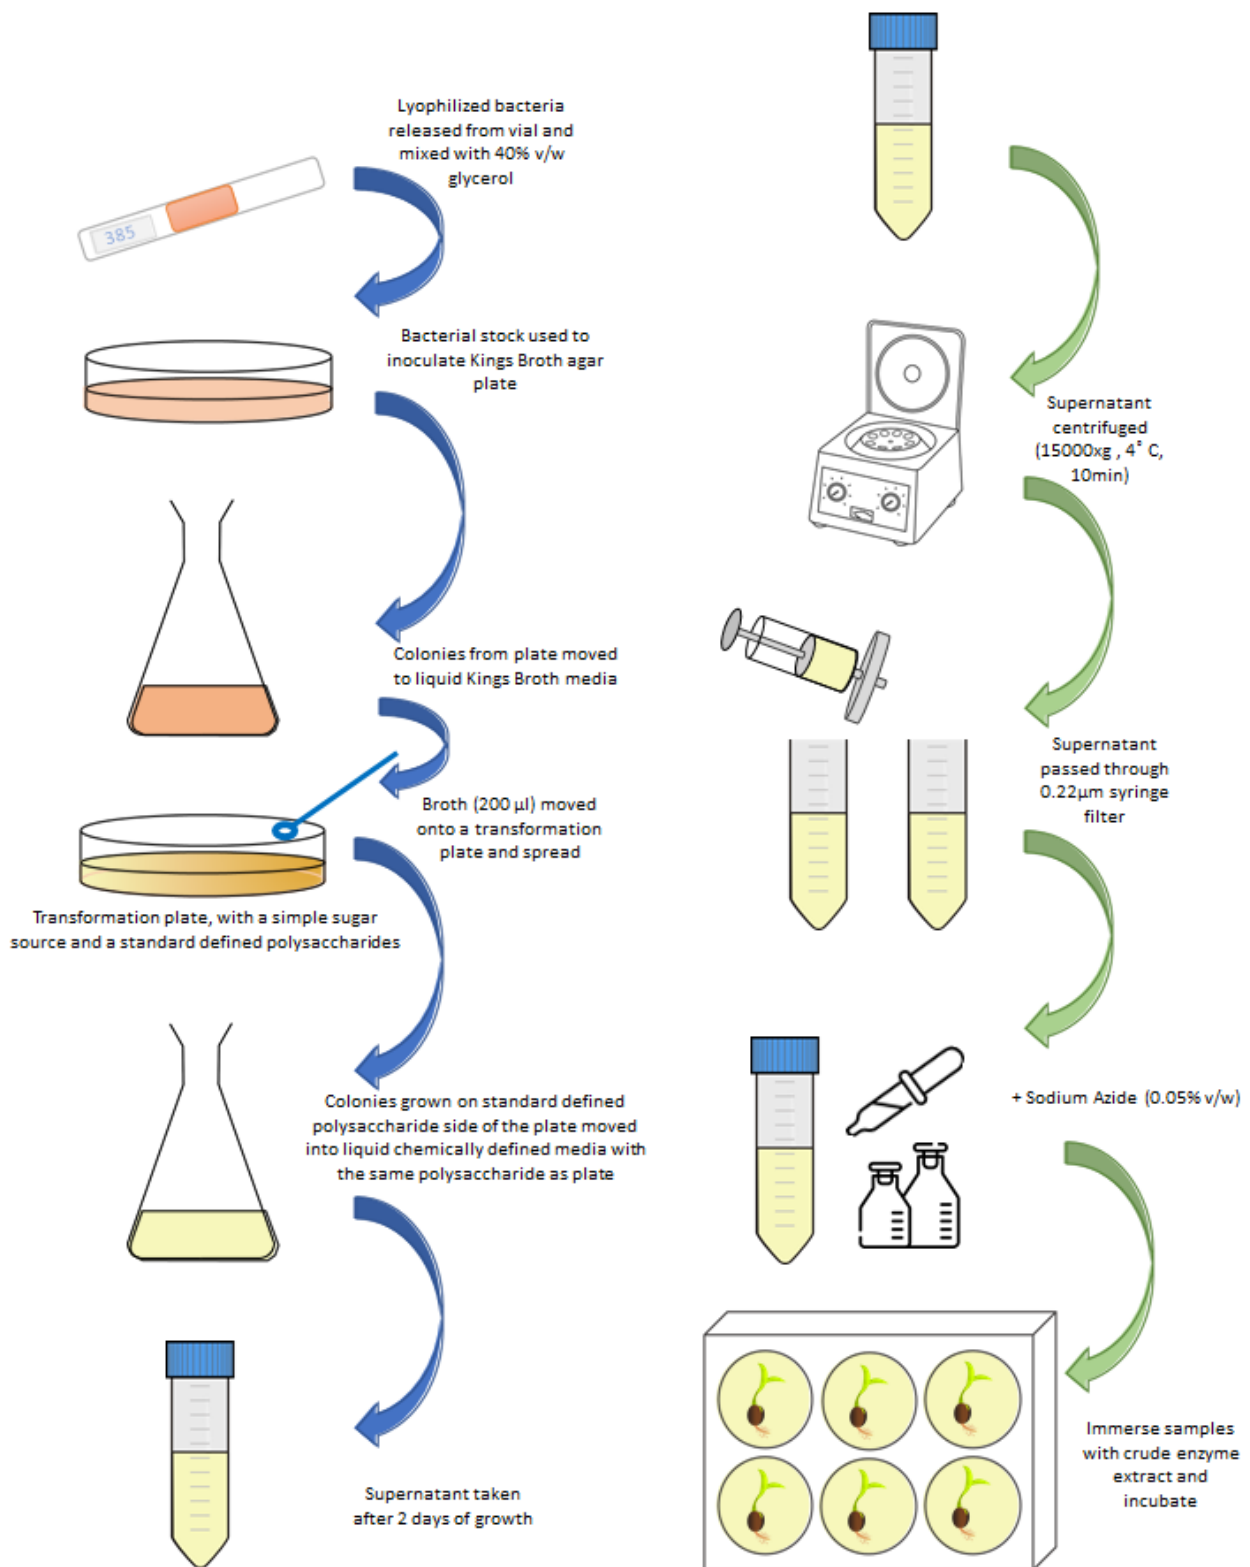 Lyophilized bacteria
released from vial and
mixed with 40% v/w
glycerol
385
Bacterial stock used to
inoculate Kings Broth agar
plate
Colonies from plate moved
to liquid Kings Broth media
Broth (200 µl) moved
onto a transformation
plate and spread
Transformation plate, with a simple sugar
source and a standard defined polysaccharides
Colonies grown on standard defined
polysaccharide side of the plate moved
into liquid chemically defined media with
the same polysaccharide as plate
Supernatant taken
after 2 days of growth
Supernatant
centrifuged
(15000xg , 4° C,
10min)
Supernatant
passed through
0.22µm syringe
filter
+ Sodium Azide (0.05% v/w)
Immerse samples
with crude enzyme
extract and
incubate